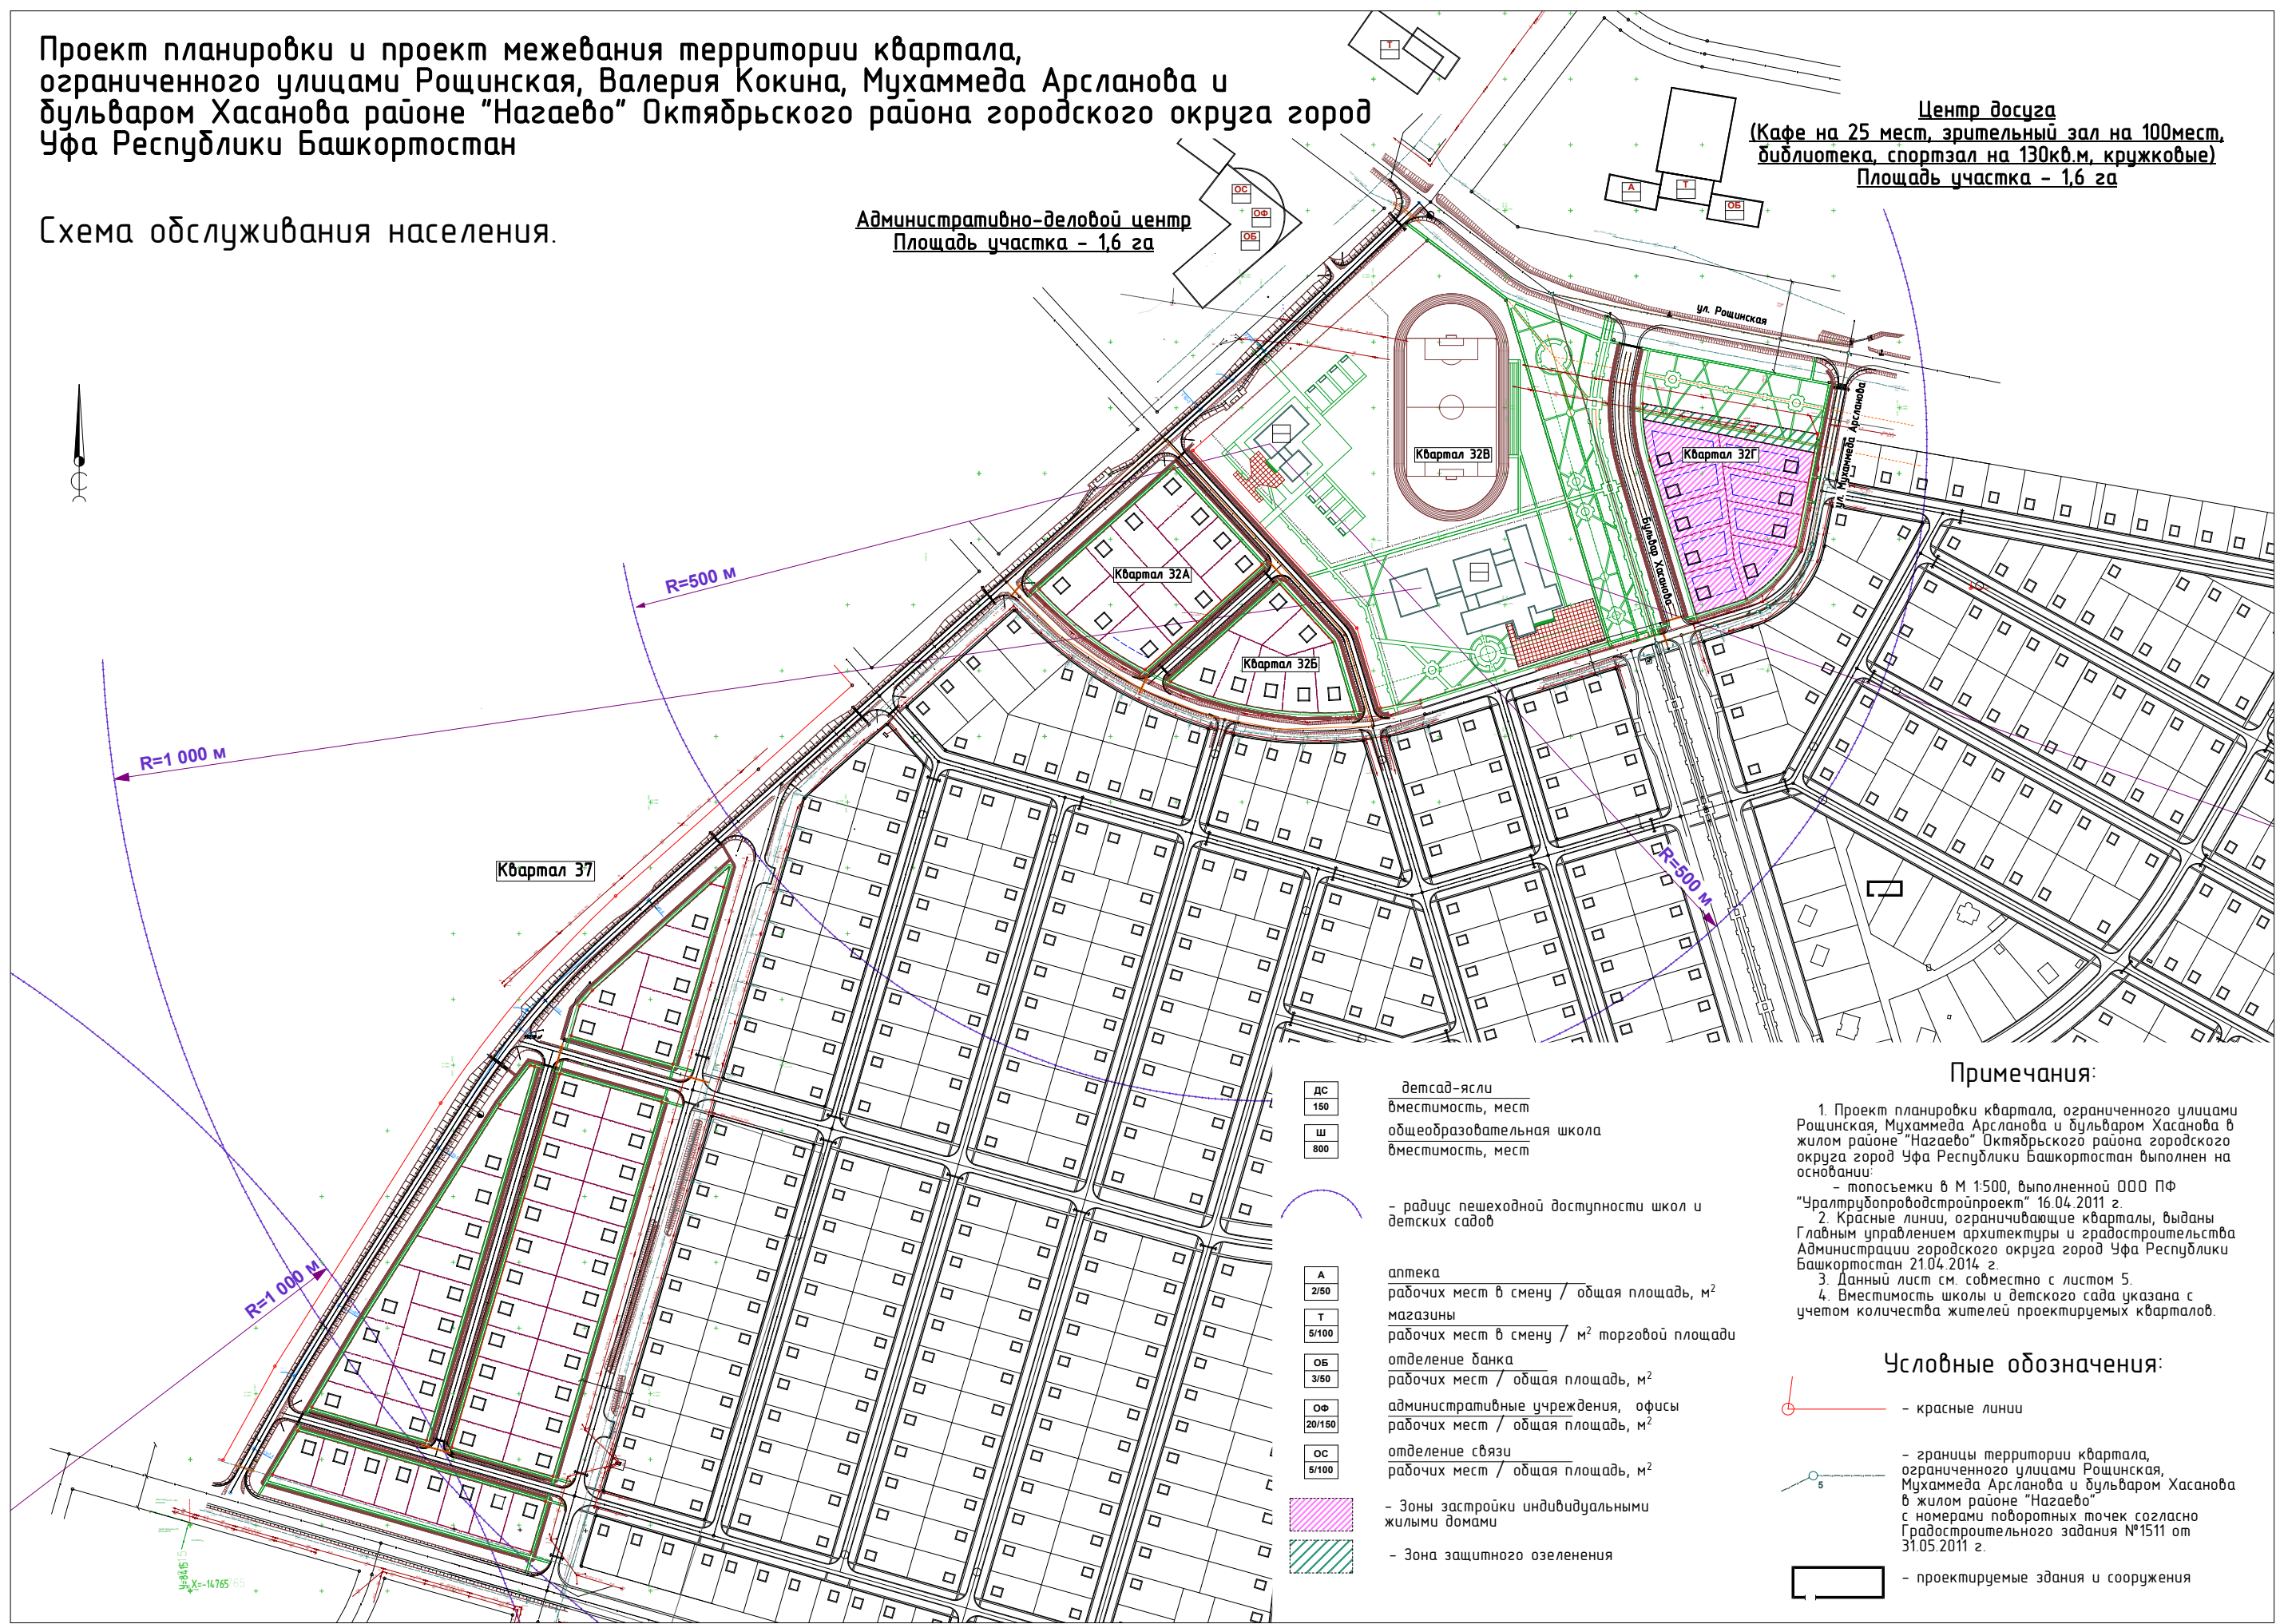 Проект планировки и проект межевания территории квартала,
ограниченного улицами Рощинская, Валерия Кокина, Мухаммеда Арсланова и
бульваром Хасанова районе "Нагаево" Октябрьского района городского округа город
Уфа Республики Башкортостан
Схема обслуживания населения.
Административно-деловой центр
Площадь участка - 1,6 га
Центр досуга
(Кафе на 25 мест, зрительный зал на 100мест,
библиотека, спортзал на 130кв.м, кружковые)
Площадь участка - 1,6 га
Т
ОС
ОФ
ОБ
А
Т
ОБ
ул. Рощинская
ул. Мухаммеда Арсланова
Бульвар Хасанова
Квартал 32В
Квартал 32Г
Квартал 32А
Квартал 32Б
Квартал 37
R=500 м
R=1 000 м
R=500 м
R=1 000 м
Y=8415
X=-14765
ДС
150
детсад-ясли
вместимость, мест
Ш
800
общеобразовательная школа
вместимость, мест
- радиус пешеходной доступности школ и
детских садов
А
2/50
аптека
рабочих мест в смену / общая площадь, м²
Т
5/100
магазины
рабочих мест в смену / м² торговой площади
ОБ
3/50
отделение банка
рабочих мест / общая площадь, м²
ОФ
20/150
административные учреждения, офисы
рабочих мест / общая площадь, м²
ОС
5/100
отделение связи
рабочих мест / общая площадь, м²
- Зоны застройки индивидуальными
жилыми домами
- Зона защитного озеленения
Примечания:
1. Проект планировки квартала, ограниченного улицами
Рощинская, Мухаммеда Арсланова и бульваром Хасанова в
жилом районе "Нагаево" Октябрьского района городского
округа город Уфа Республики Башкортостан выполнен на
основании:
- топосъемки в М 1:500, выполненной ООО ПФ
"Уралтрубопроводстройпроект" 16.04.2011 г.
2. Красные линии, ограничивающие кварталы, выданы
Главным управлением архитектуры и градостроительства
Администрации городского округа город Уфа Республики
Башкортостан 21.04.2014 г.
3. Данный лист см. совместно с листом 5.
4. Вместимость школы и детского сада указана с
учетом количества жителей проектируемых кварталов.
Условные обозначения:
- красные линии
5
- границы территории квартала,
ограниченного улицами Рощинская,
Мухаммеда Арсланова и бульваром Хасанова
в жилом районе "Нагаево"
с номерами поворотных точек согласно
Градостроительного задания №1511 от
31.05.2011 г.
- проектируемые здания и сооружения